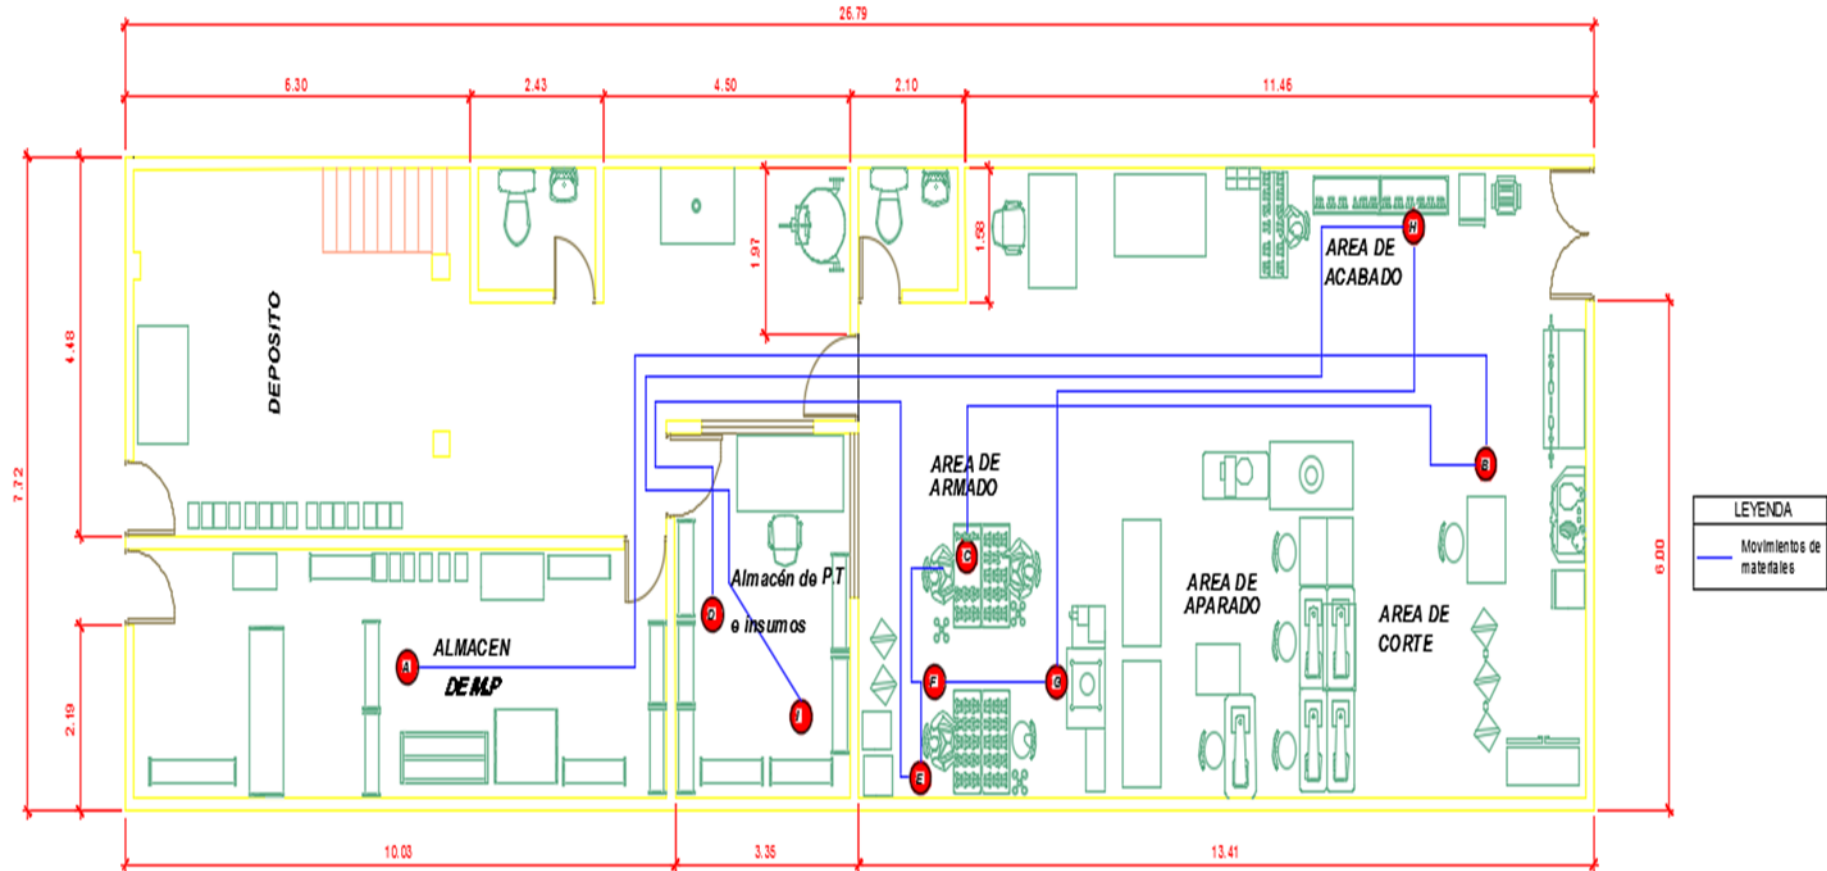 26.79
6.30
2.43
4.50
2.10
11.46
1.97
1.58
4.48
7.72
2.19
6.00
DEPOSITO
AREA DE
ACABADO
H
B
AREA DE
ARMADO
C
Almacén de P.T
e insumos
D
ALMACEN
DE M.P
A
J
F
G
E
AREA DE
APARADO
AREA DE
CORTE
LEYENDA
Movimientos de
materiales
10.03
3.35
13.41